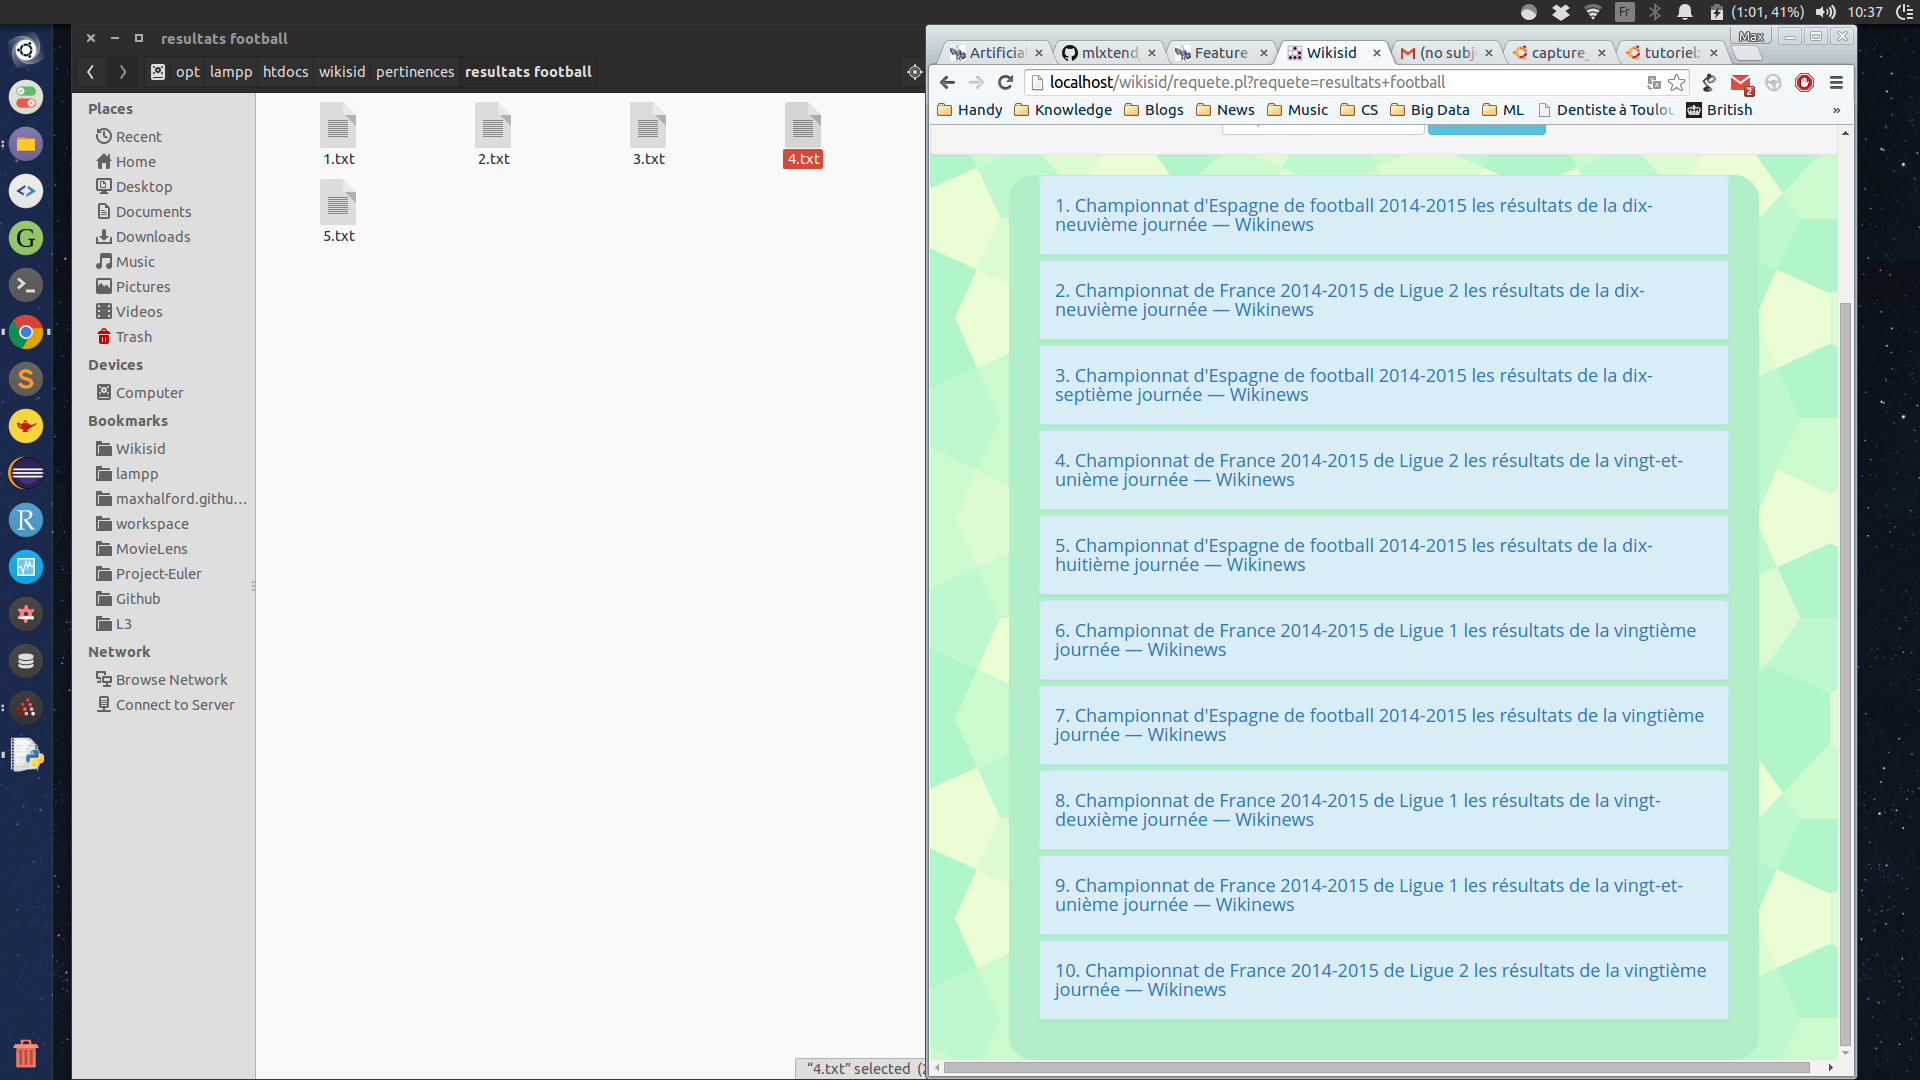 Fr
(1:01, 41%)
10:37
resultats football
opt
lampp
htdocs
wikisid
pertinences
resultats football
Places
Recent
Home
Desktop
Documents
Downloads
Music
Pictures
Videos
Trash
Devices
Computer
Bookmarks
Wikisid
lampp
maxhalford.githu...
workspace
MovieLens
Project-Euler
Github
L3
Network
Browse Network
Connect to Server
1.txt
2.txt
3.txt
4.txt
5.txt
"4.txt" selected
Max
Artificial
mlxtend
Feature
Wikisid
(no subj
capture_
tutoriel:
localhost/wikisid/requete.pl?requete=resultats+football
2
Handy
Knowledge
Blogs
News
Music
CS
Big Data
ML
Dentiste à Toulou
British
»
1. Championnat d'Espagne de football 2014-2015 les résultats de la dix-
neuvième journée — Wikinews
2. Championnat de France 2014-2015 de Ligue 2 les résultats de la dix-
neuvième journée — Wikinews
3. Championnat d'Espagne de football 2014-2015 les résultats de la dix-
septième journée — Wikinews
4. Championnat de France 2014-2015 de Ligue 2 les résultats de la vingt-et-
unième journée — Wikinews
5. Championnat d'Espagne de football 2014-2015 les résultats de la dix-
huitième journée — Wikinews
6. Championnat de France 2014-2015 de Ligue 1 les résultats de la vingtième
journée — Wikinews
7. Championnat d'Espagne de football 2014-2015 les résultats de la vingtième
journée — Wikinews
8. Championnat de France 2014-2015 de Ligue 1 les résultats de la vingt-
deuxième journée — Wikinews
9. Championnat de France 2014-2015 de Ligue 1 les résultats de la vingt-et-
unième journée — Wikinews
10. Championnat de France 2014-2015 de Ligue 2 les résultats de la vingtième
journée — Wikinews